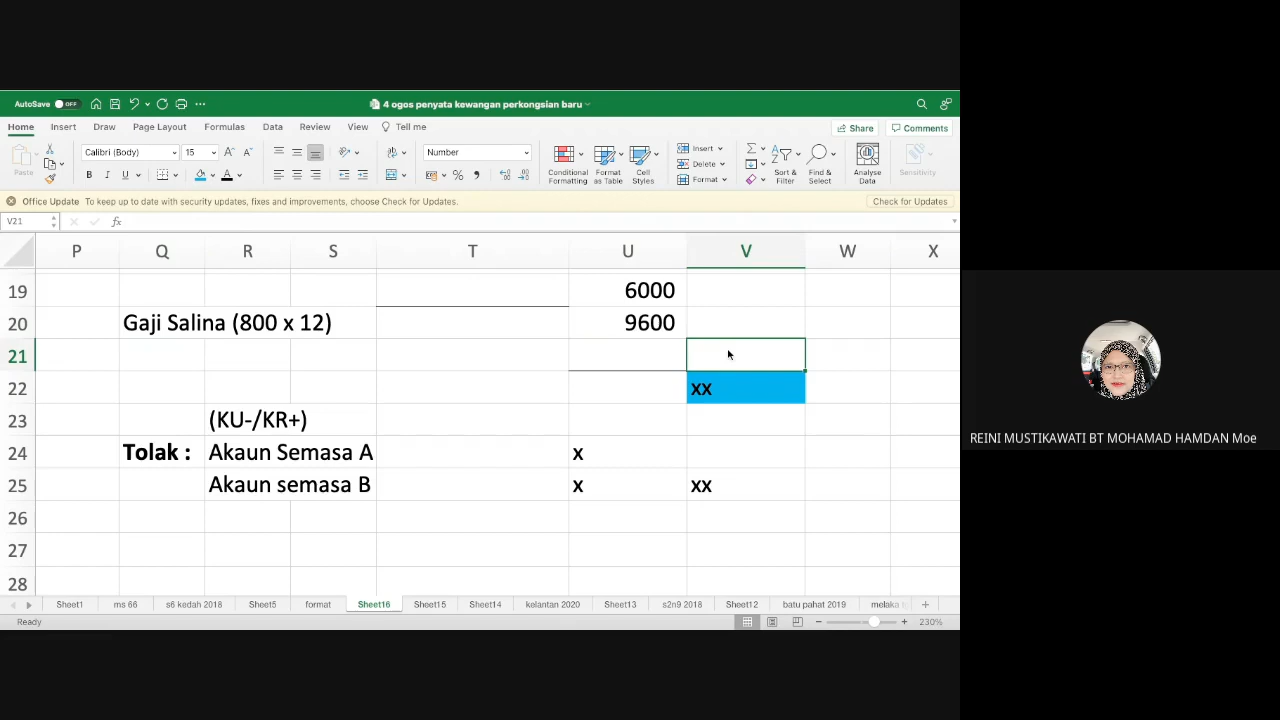 AutoSave OFF
4 ogos penyata kewangan perkongsian baru
Home Insert Draw Page Layout Formulas Data Review View Tell me
Share Comments
Paste
Calibri (Body) 15 A A
B I U A
Number
Conditional Formatting
Format as Table
Cell Styles
Insert
Delete
Format
Sort & Filter
Find & Select
Analyse Data
Sensitivity
Office Update To keep up to date with security updates, fixes and improvements, choose Check for Updates.
Check for Updates
V21 fx
P Q R S T U V W X
19 6000
20 Gaji Salina (800 x 12) 9600
21
22 xx
23 (KU-/KR+)
24 Tolak : Akaun Semasa A x
25 Akaun semasa B x xx
26
27
28
Sheet1 ms 66 s6 kedah 2018 Sheet5 format Sheet16 Sheet15 Sheet14 kelantan 2020 Sheet13 s2n9 2018 Sheet12 batu pahat 2019 melaka
Ready
230%
REINI MUSTIKAWATI BT MOHAMAD HAMDAN Moe